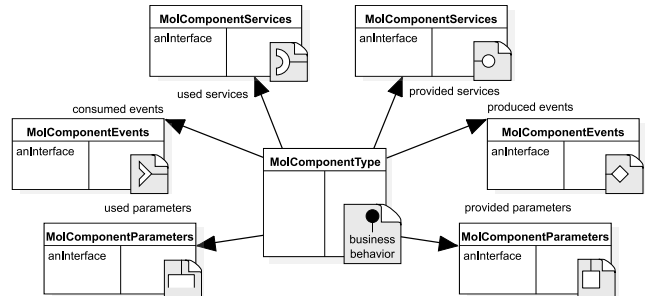 MolComponentServices
anInterface
MolComponentServices
anInterface
used services
provided services
consumed events
produced events
MolComponentEvents
anInterface
MolComponentType
MolComponentEvents
anInterface
used parameters
provided parameters
business
behavior
MolComponentParameters
anInterface
MolComponentParameters
anInterface